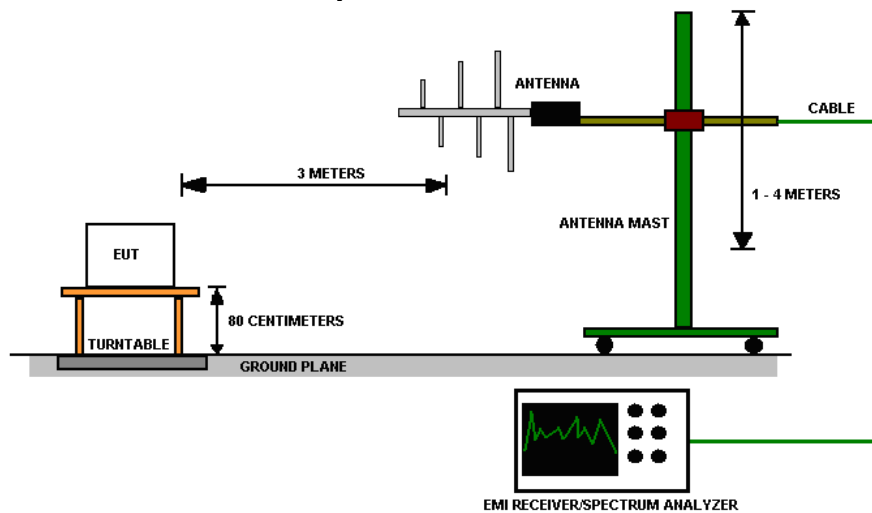 ANTENNA
CABLE
3 METERS
1 - 4 METERS
ANTENNA MAST
EUT
80 CENTIMETERS
TURNTABLE
GROUND PLANE
EMI RECEIVER/SPECTRUM ANALYZER